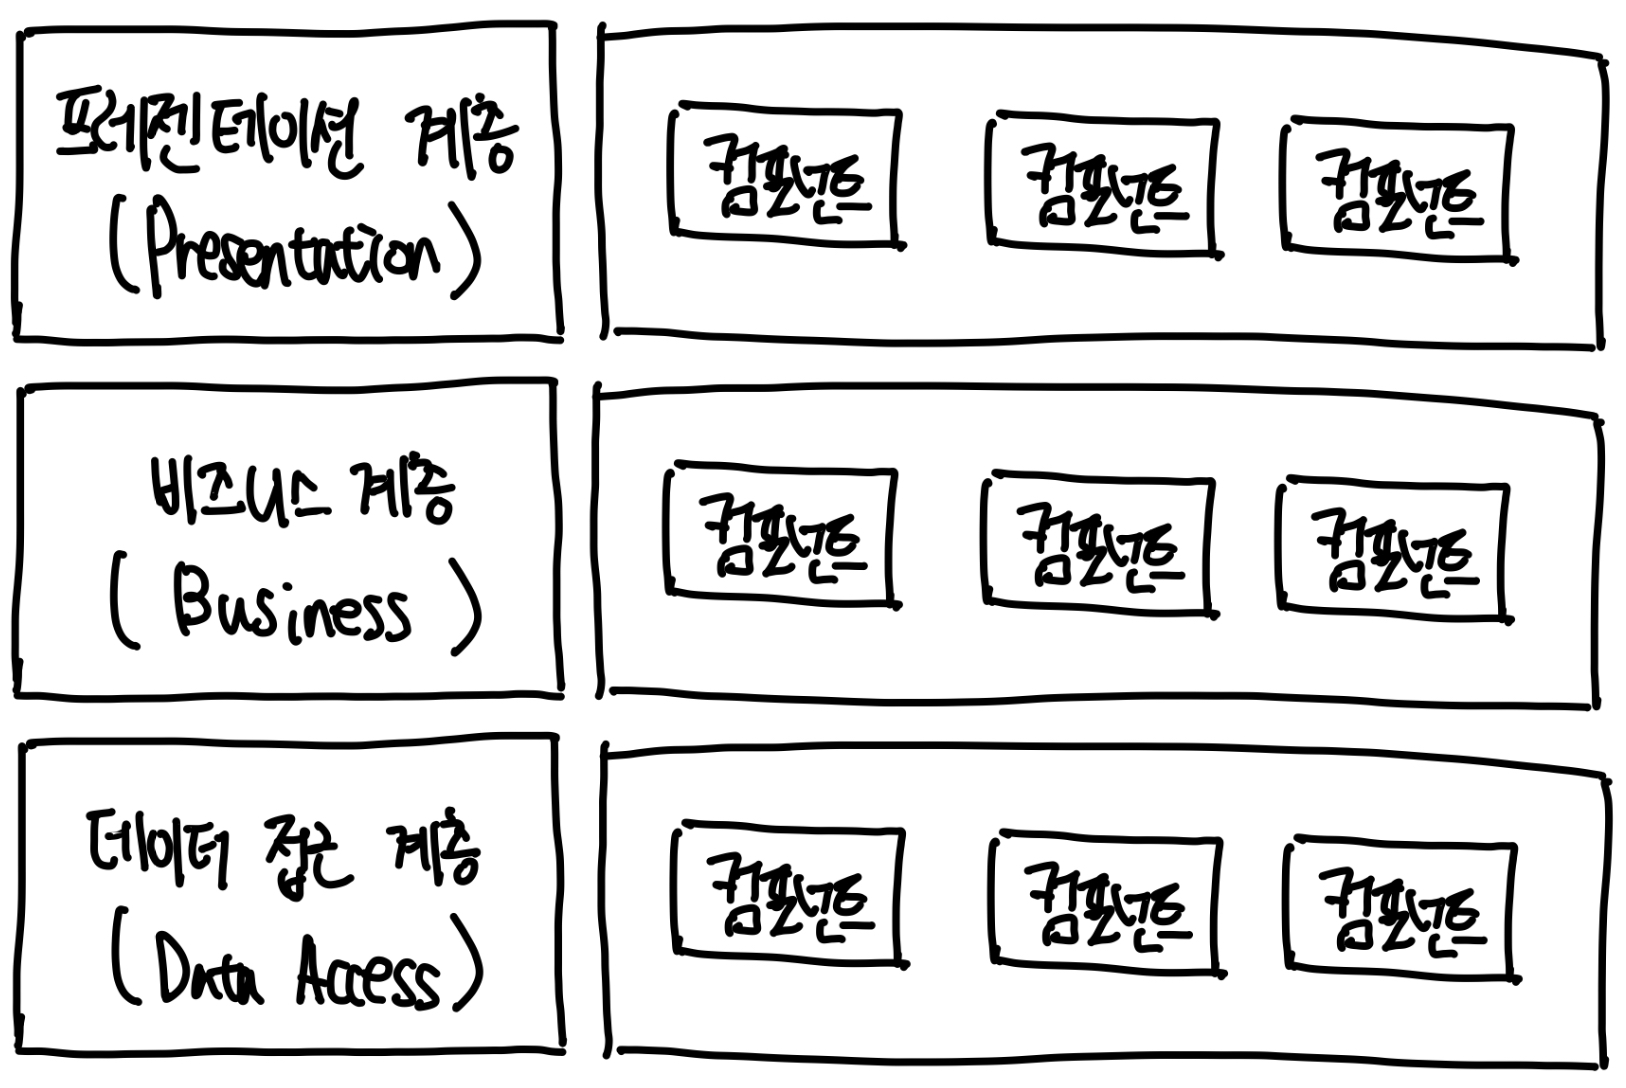 프레젠테이션 계층
(Presentation)
컴포넌트
컴포넌트
컴포넌트
비즈니스 계층
(Business)
컴포넌트
컴포넌트
컴포넌트
데이터 접근 계층
(Data Access)
컴포넌트
컴포넌트
컴포넌트